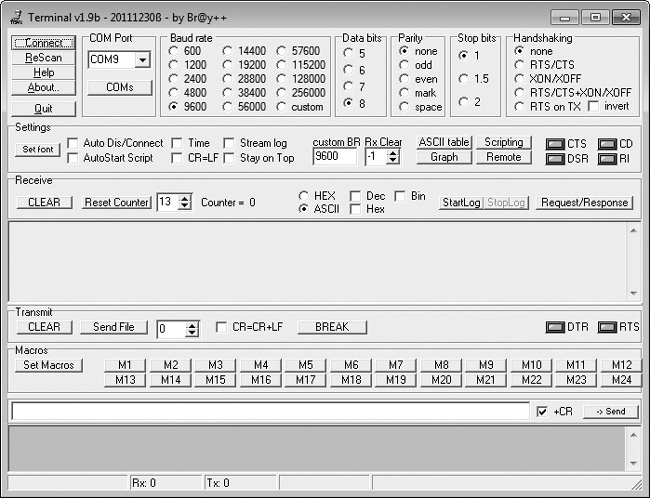 Terminal v1.9b - 20111230ß - by Br@y++
Connect
ReScan
Help
About..
Quit
COM Port
COM9
COMs
Baud rate
600 14400 57600
1200 19200 115200
2400 28800 128000
4800 38400 256000
9600 56000 custom
Data bits
5
6
7
8
Parity
none
odd
even
mark
space
Stop bits
1
1.5
2
Handshaking
none
RTS/CTS
XON/XOFF
RTS/CTS+XON/XOFF
RTS on TX invert
Settings
Set font
Auto Dis/Connect Time Stream log
AutoStart Script CR=LF Stay on Top
custom BR Rx Clear
9600 -1
ASCII table Scripting
Graph Remote
CTS CD
DSR RI
Receive
CLEAR Reset Counter 13 Counter = 0
HEX Dec Bin
ASCII Hex
StartLog StopLog Request/Response
Transmit
CLEAR Send File 0 CR=CR+LF BREAK DTR RTS
Macros
Set Macros
M1 M2 M3 M4 M5 M6 M7 M8 M9 M10 M11 M12
M13 M14 M15 M16 M17 M18 M19 M20 M21 M22 M23 M24
+CR -> Send
Rx: 0 Tx: 0